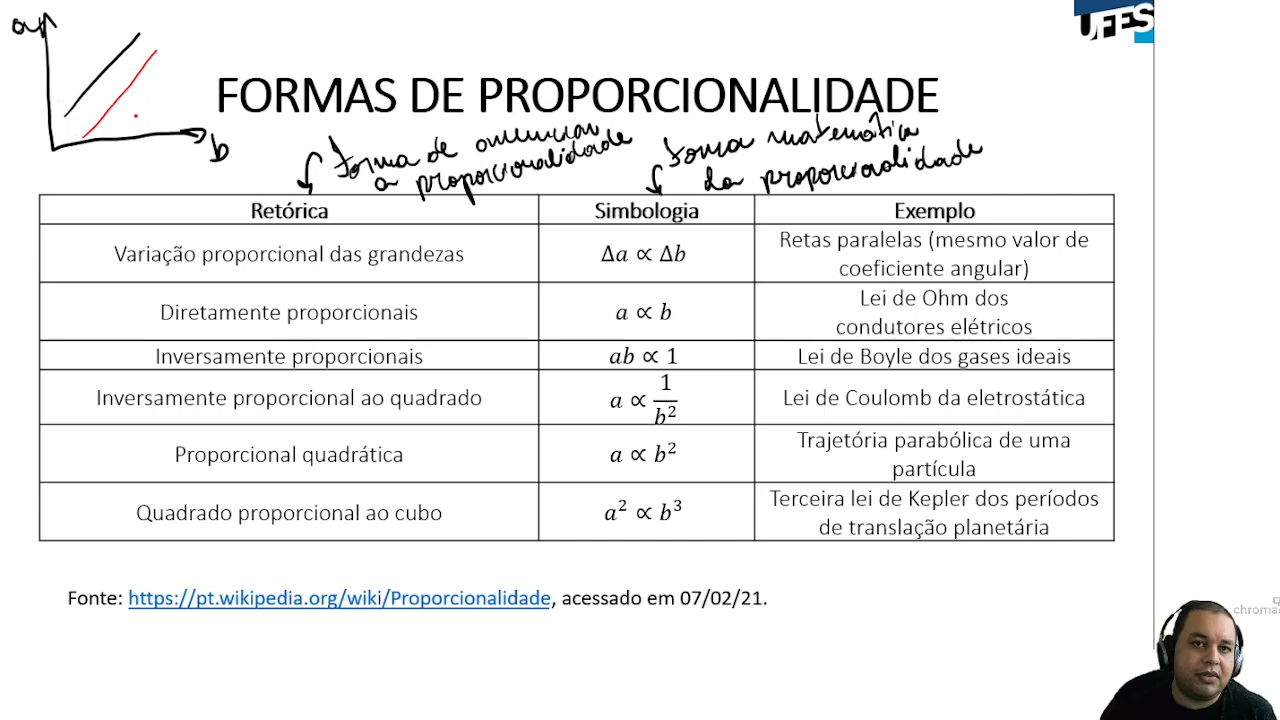 UFES
a
FORMAS DE PROPORCIONALIDADE
b
forma de anunciar
a proporcionalidade
forma matemática
da proporcionalidade
Retórica Simbologia Exemplo
Variação proporcional das grandezas Δa ∝ Δb Retas paralelas (mesmo valor de
coeficiente angular)
Diretamente proporcionais a ∝ b Lei de Ohm dos
condutores elétricos
Inversamente proporcionais ab ∝ 1 Lei de Boyle dos gases ideais
Inversamente proporcional ao quadrado a ∝ 1/b² Lei de Coulomb da eletrostática
Proporcional quadrática a ∝ b² Trajetória parabólica de uma
partícula
Quadrado proporcional ao cubo a² ∝ b³ Terceira lei de Kepler dos períodos
de translação planetária
Fonte: https://pt.wikipedia.org/wiki/Proporcionalidade, acessado em 07/02/21.